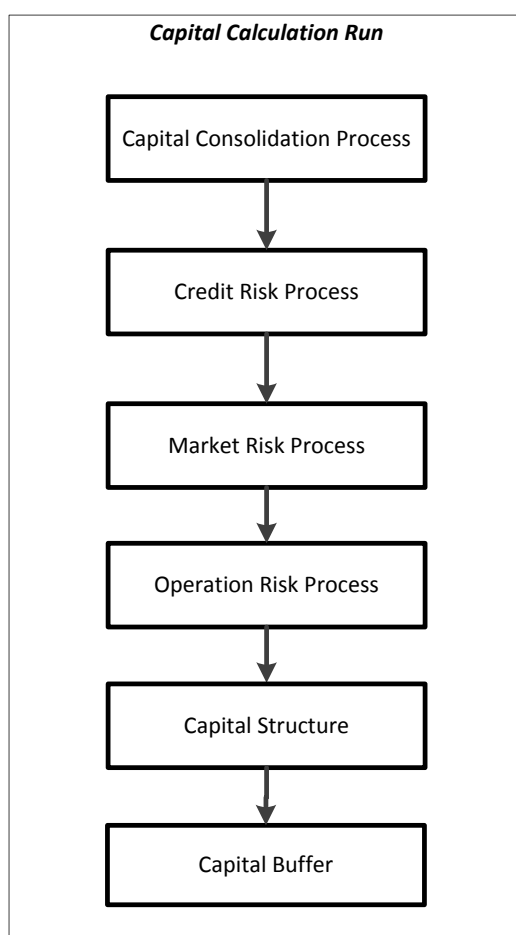 Capital Calculation Run
Capital Consolidation Process
Credit Risk Process
Market Risk Process
Operation Risk Process
Capital Structure
Capital Buffer